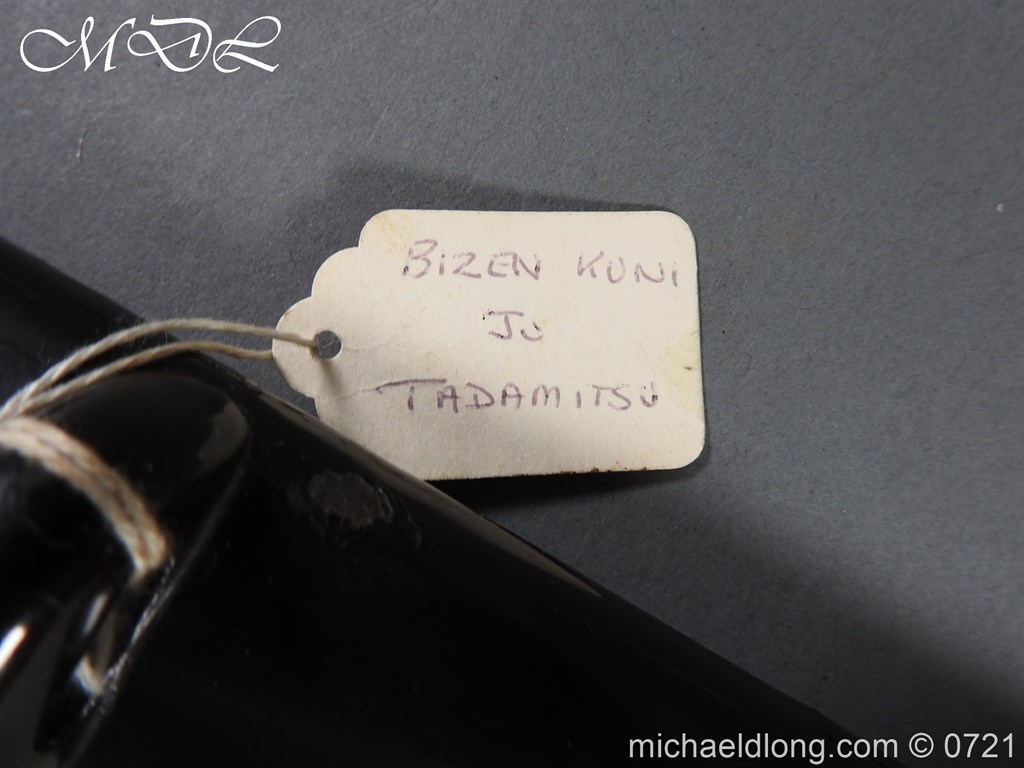 MDL
BIZEN KUNI
JU
TADAMITSU
michaeldlong.com © 0721